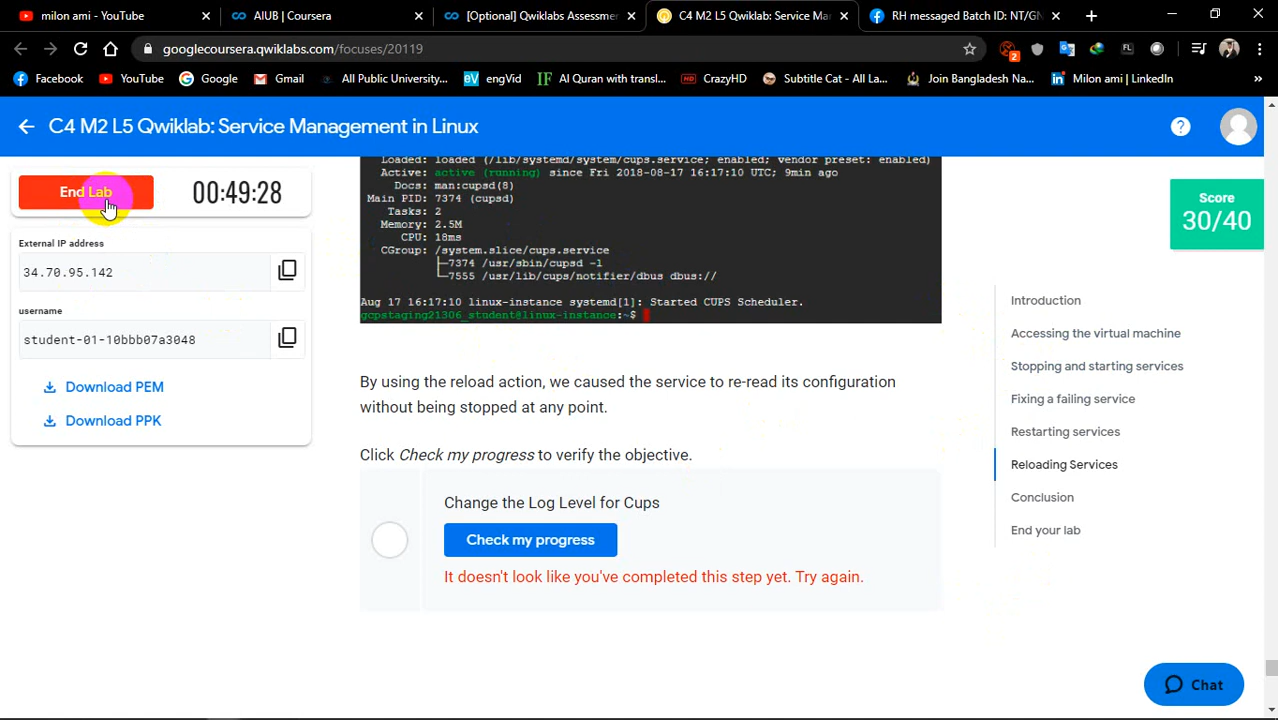 milon ami - YouTube
AIUB | Coursera
[Optional] Qwiklabs Assessmen
C4 M2 L5 Qwiklab: Service Mar
RH messaged Batch ID: NT/GN
googlecoursera.qwiklabs.com/focuses/20119
2
FL
Facebook
YouTube
Google
Gmail
All Public University...
eV engVid
IF Al Quran with transl...
HD CrazyHD
Subtle Cat - All La...
Join Bangladesh Na...
in Milon ami | LinkedIn
»
C4 M2 L5 Qwiklab: Service Management in Linux
End Lab
00:49:28
External IP address
34.70.95.142
username
student-01-10bbb07a3048
Download PEM
Download PPK
Loaded: loaded (/lib/systemd/system/cups.service; enabled; vendor preset: enabled)
Active: active (running) since Fri 2018-08-17 16:17:10 UTC; 9min ago
Docs: man:cupsd(8)
Main PID: 7374 (cupsd)
Tasks: 2
Memory: 2.5M
CPU: 18ms
CGroup: /system.slice/cups.service
├─7374 /usr/sbin/cupsd -l
└─7555 /usr/lib/cups/notifier/dbus dbus://
Aug 17 16:17:10 linux-instance systemd[1]: Started CUPS Scheduler.
gcpstaging21306_student@linux-instance:~$
By using the reload action, we caused the service to re-read its configuration
without being stopped at any point.
Click Check my progress to verify the objective.
Change the Log Level for Cups
Check my progress
It doesn't look like you've completed this step yet. Try again.
Score
30/40
Introduction
Accessing the virtual machine
Stopping and starting services
Fixing a failing service
Restarting services
Reloading Services
Conclusion
End your lab
Chat